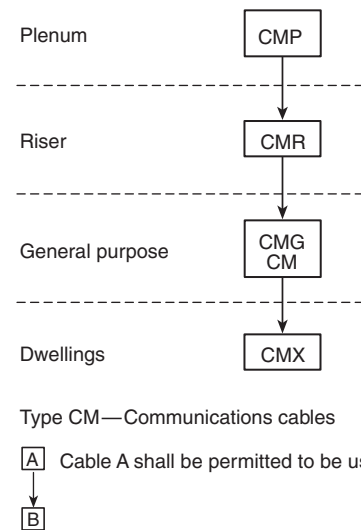 Plenum
CMP
Riser
CMR
General purpose
CMG
CM
Dwellings
CMX
Type CM—Communications cables
A Cable A shall be permitted to be
B